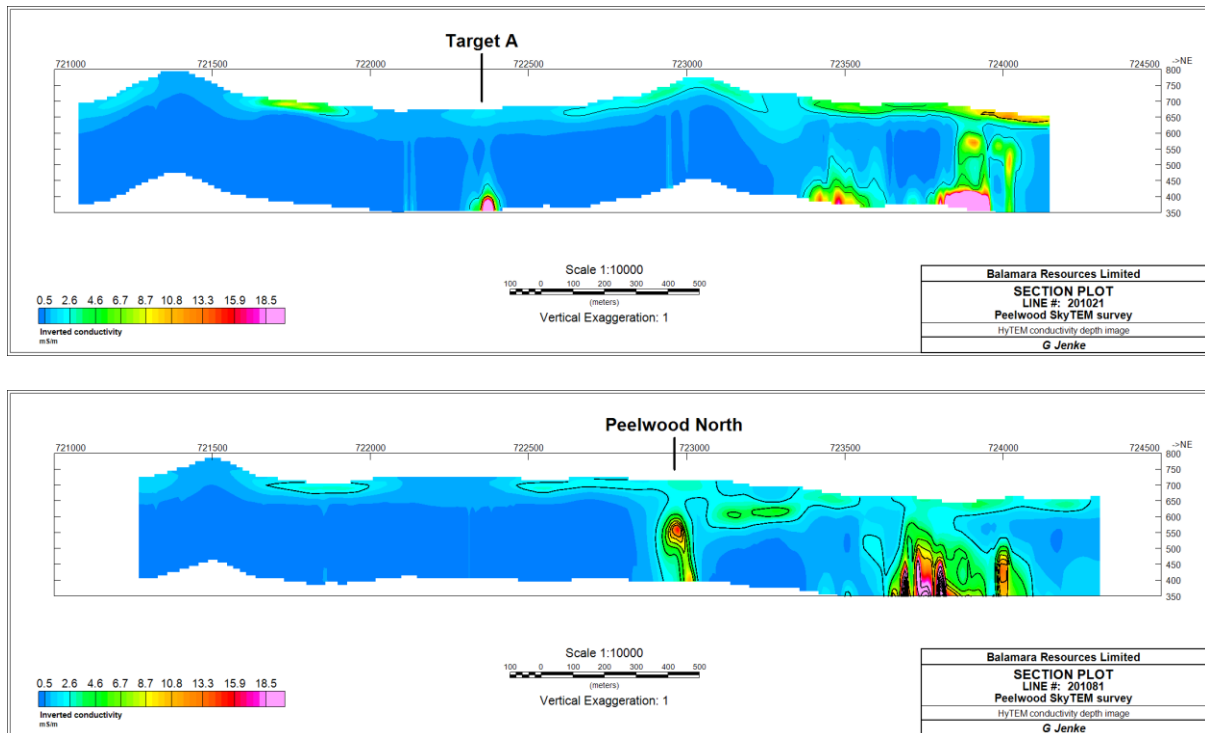 Target A
721000 721500 722000 722500 723000 723500 724000 724500
->NE
800
750
700
650
600
550
500
450
400
350
Scale 1:10000
100 0 100 200 300 400 500
(meters)
Vertical Exaggeration: 1
0.5 2.6 4.6 6.7 8.7 10.8 13.3 15.9 18.5
Inverted conductivity
mS/m
Balamara Resources Limited
SECTION PLOT
LINE #: 201021
Peelwood SkyTEM survey
HyTEM conductivity depth image
G Jenke
Peelwood North
721000 721500 722000 722500 723000 723500 724000 724500
->NE
800
750
700
650
600
550
500
450
400
350
Scale 1:10000
100 0 100 200 300 400 500
(meters)
Vertical Exaggeration: 1
0.5 2.6 4.6 6.7 8.7 10.8 13.3 15.9 18.5
Inverted conductivity
mS/m
Balamara Resources Limited
SECTION PLOT
LINE #: 201081
Peelwood SkyTEM survey
HyTEM conductivity depth image
G Jenke